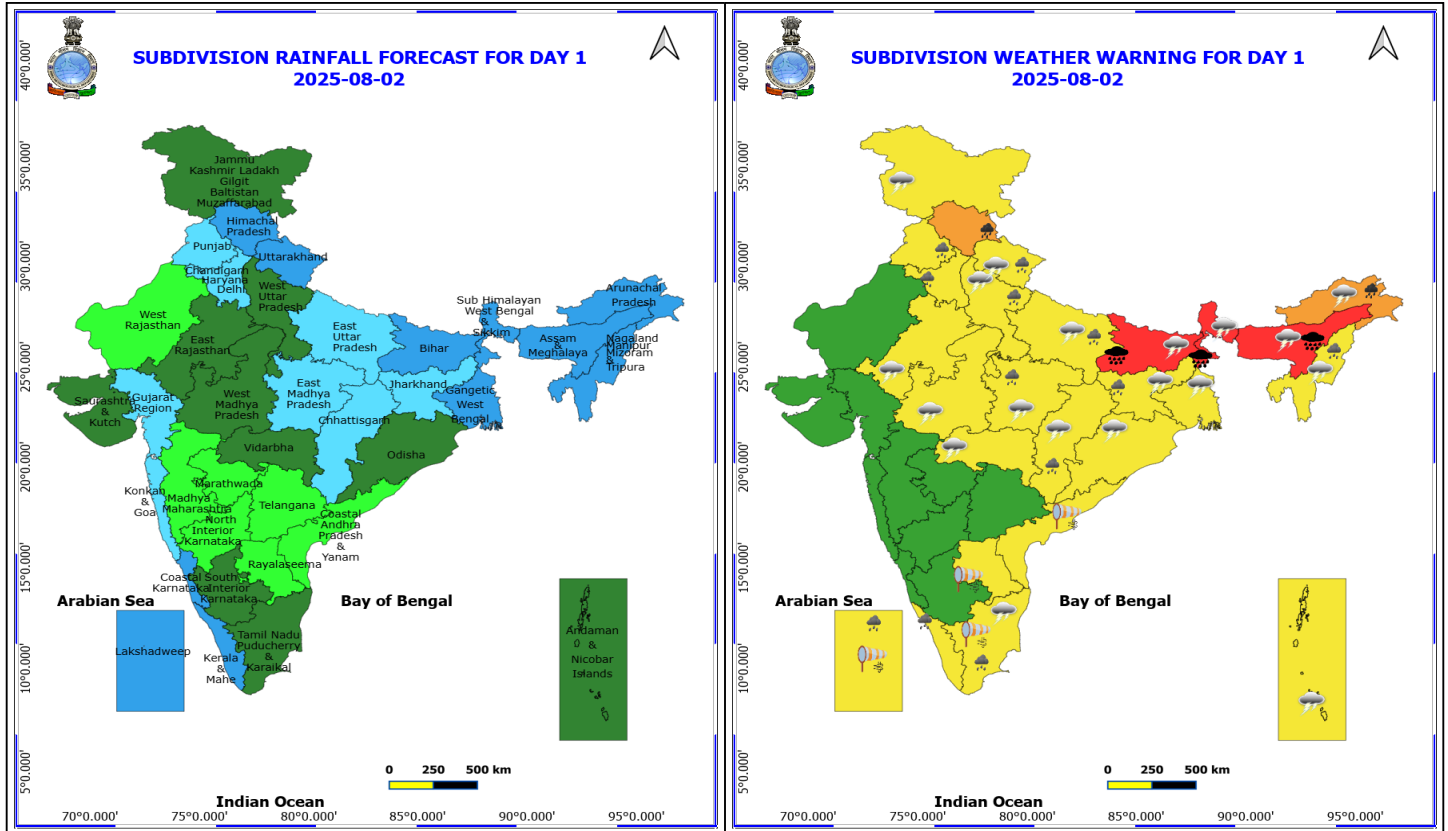 SUBDIVISION RAINFALL FORECAST FOR DAY 1
2025-08-02
40°0.000'
35°0.000'
30°0.000'
25°0.000'
20°0.000'
15°0.000'
10°0.000'
5°0.000'
Jammu
Kashmir Ladakh
Gilgit
Baltistan
Muzaffarabad
Himachal
Pradesh
Punjab
Uttarakhand
Chandigarh
Haryana
Delhi
West
Uttar
Pradesh
West
Rajasthan
East
Rajasthan
East
Uttar
Pradesh
Bihar
Sub Himalayan
West Bengal
&
Sikkim
Arunachal
Pradesh
Assam
&
Meghalaya
Nagaland
Manipur
Mizoram
&
Tripura
Saurashtra
&
Kutch
Gujarat
Region
West
Madhya
Pradesh
East
Madhya
Pradesh
Jharkhand
Gangetic
West
Bengal
Chhattisgarh
Vidarbha
Odisha
Konkan
&
Goa
Madhya
Maharashtra
Marathwada
Telangana
North
Interior
Karnataka
Coastal
Andhra
Pradesh
&
Yanam
Rayalaseema
Coastal
Karnataka
South
Interior
Karnataka
Tamil Nadu
Puducherry
&
Karaikal
Kerala
&
Mahe
Arabian Sea
Lakshadweep
Bay of Bengal
Andaman
&
Nicobar
Islands
0 250 500 km
Indian Ocean
70°0.000' 75°0.000' 80°0.000' 85°0.000' 90°0.000' 95°0.000'
SUBDIVISION WEATHER WARNING FOR DAY 1
2025-08-02
40°0.000'
35°0.000'
30°0.000'
25°0.000'
20°0.000'
15°0.000'
10°0.000'
5°0.000'
Arabian Sea
Bay of Bengal
0 250 500 km
Indian Ocean
70°0.000' 75°0.000' 80°0.000' 85°0.000' 90°0.000' 95°0.000'